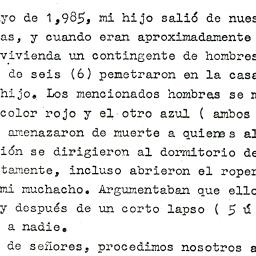 yo de 1,985, mi hijo salió de nues
as, y cuando eran aproximadamente
vivienda un contingente de hombres
de seis (6) penetraron en la casa
hijo. Los mencionados hombres se m
color rojo y el otro azul ( ambos
amenazaron de muerte a quienes al
ión se dirigieron al dormitorio de
tamente, incluso abrieron el roper
mi muchacho. Argumentaban que ello
y después de un corto lapso ( 5 ú
a nadie.
de señores, procedimos nosotros a